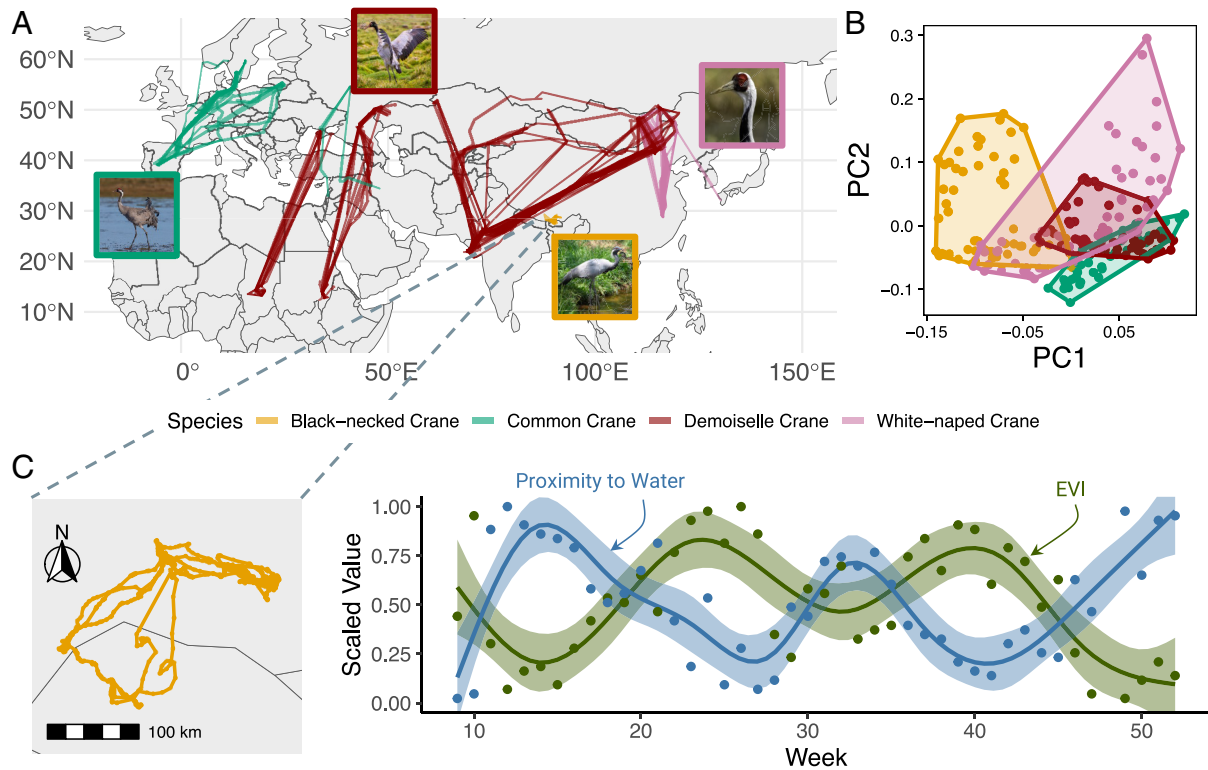 A
60°N
50°N
40°N
30°N
20°N
10°N
0°
50°E
100°E
150°E
B
0.3
0.2
0.1
0.0
−0.1
PC2
−0.15
−0.05
0.05
PC1
Species
Black−necked Crane
Common Crane
Demoiselle Crane
White−naped Crane
C
N
100 km
Proximity to Water
EVI
Scaled Value
1.00
0.75
0.50
0.25
0.00
10
20
30
40
50
Week